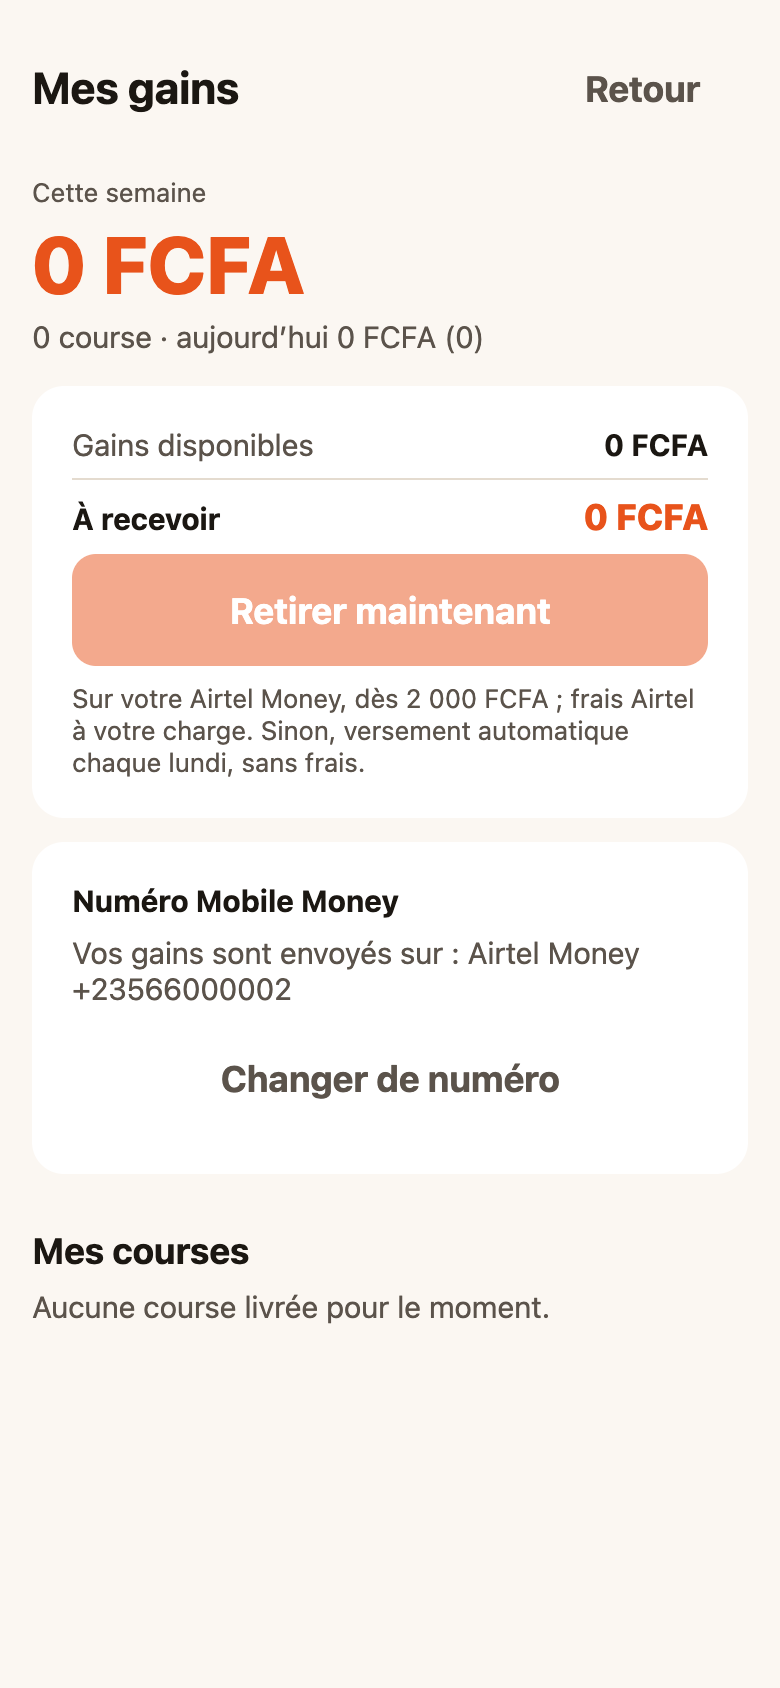 Mes gains
Retour
Cette semaine
0 FCFA
0 course · aujourd’hui 0 FCFA (0)
Gains disponibles
0 FCFA
À recevoir
0 FCFA
Retirer maintenant
Sur votre Airtel Money, dès 2 000 FCFA ; frais Airtel
à votre charge. Sinon, versement automatique
chaque lundi, sans frais.
Numéro Mobile Money
Vos gains sont envoyés sur : Airtel Money
+23566000002
Changer de numéro
Mes courses
Aucune course livrée pour le moment.